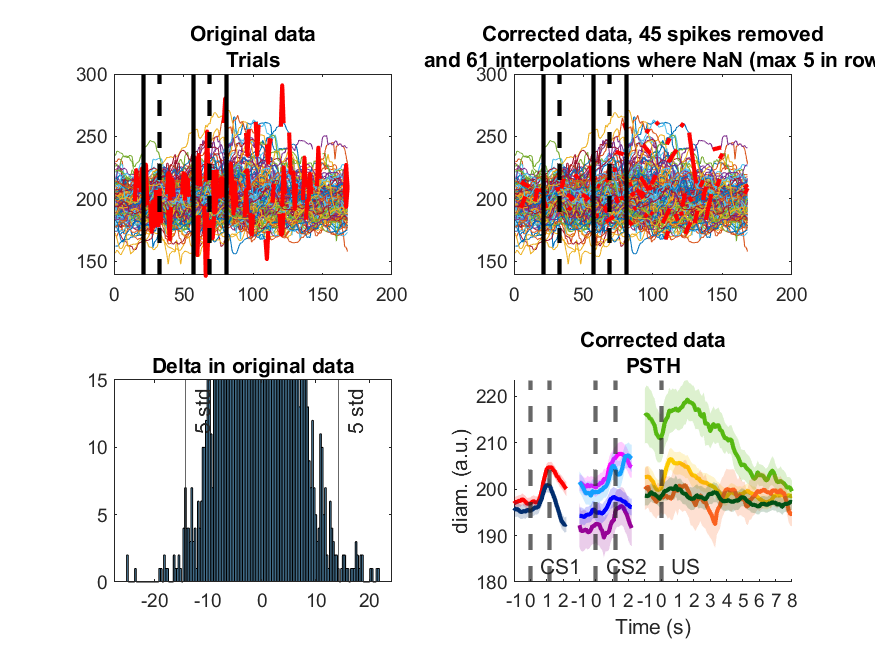 Original data
Trials
300
250
200
150
0 50 100 150 200
Corrected data, 45 spikes removed
and 61 interpolations where NaN (max 5 in row
300
250
200
150
0 50 100 150 200
Delta in original data
15
10
5
0
5 std
5 std
-20 -10 0 10 20
Corrected data
PSTH
diam. (a.u.)
220
210
200
190
180
CS1 CS2 US
-1 0 1 2 -1 0 1 2 -1 0 1 2 3 4 5 6 7 8
Time (s)